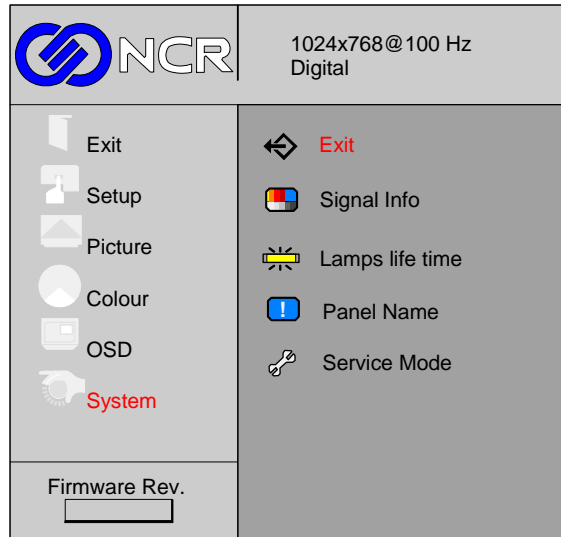 NCR
1024x768@100 Hz
Digital
Exit
Setup
Picture
Colour
OSD
System
Firmware Rev.
Exit
Signal Info
Lamps life time
Panel Name
Service Mode